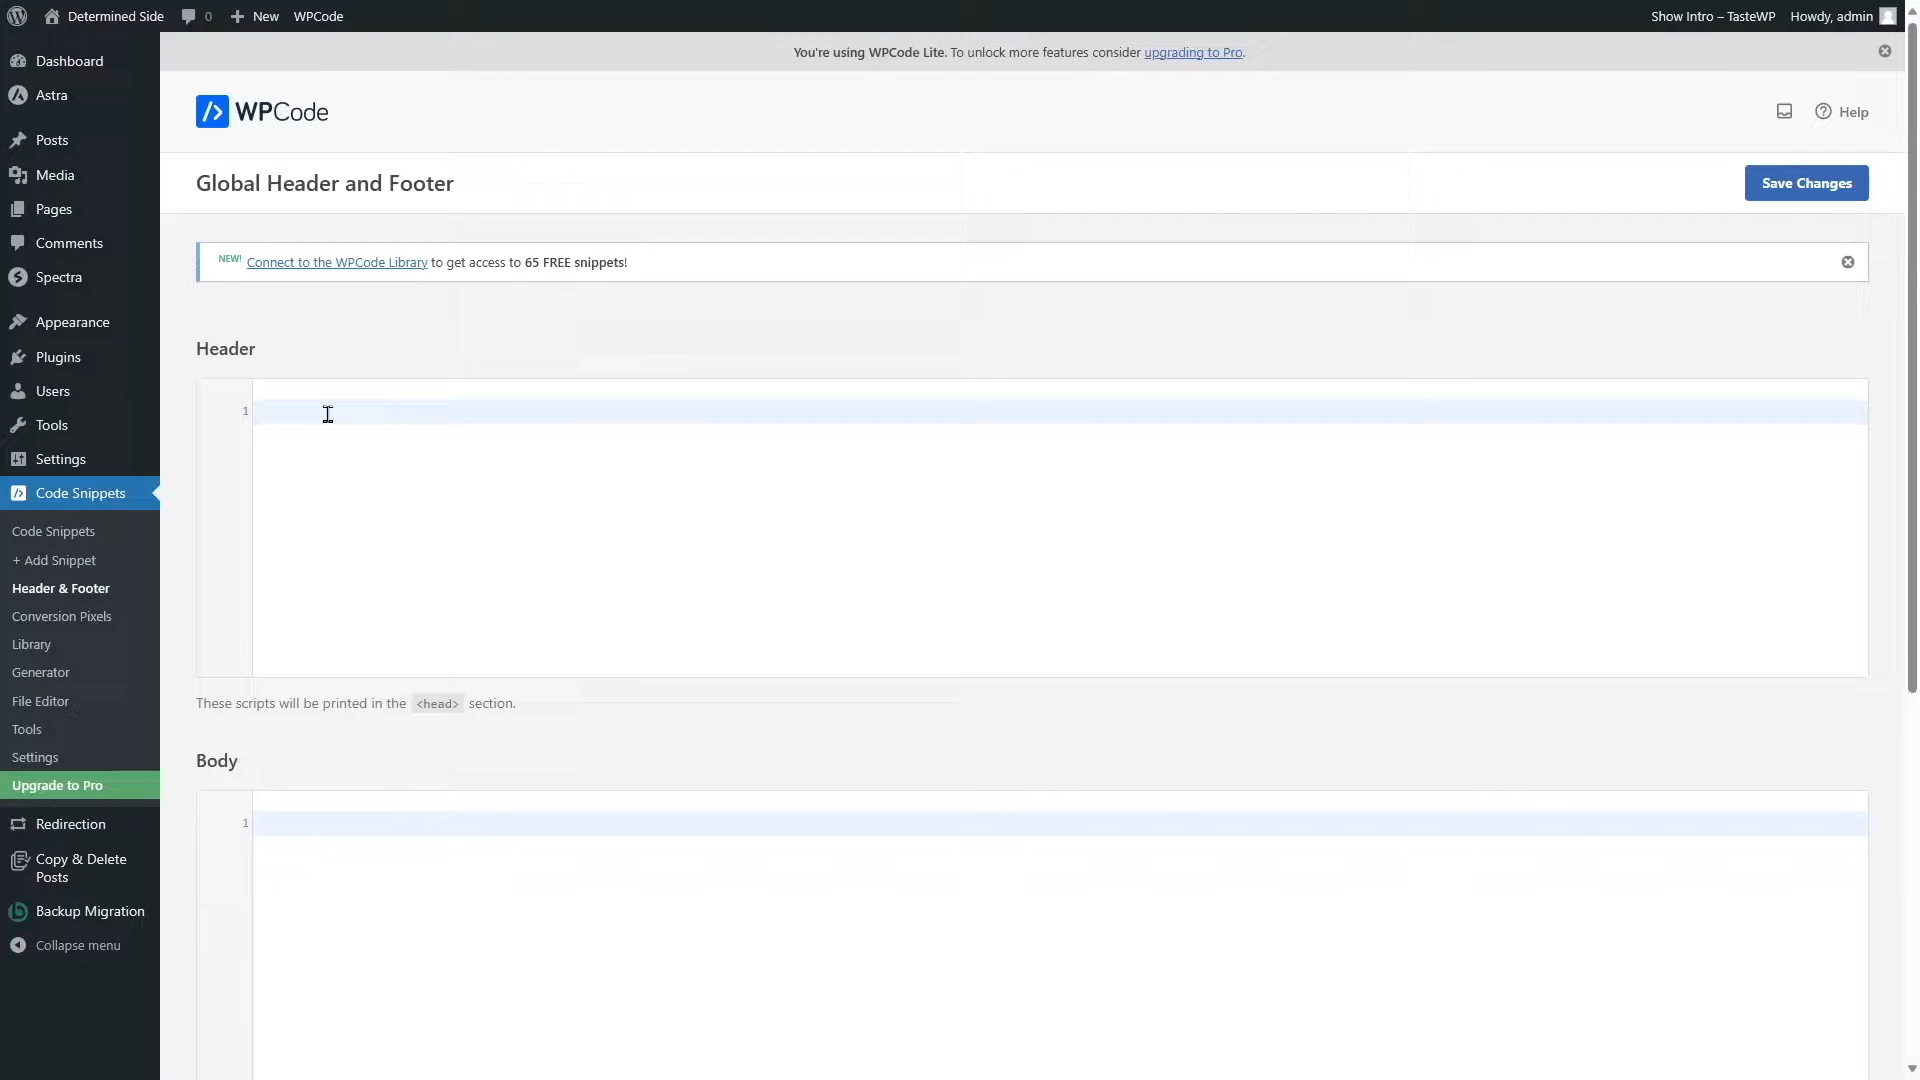 Determined Side 0 New WPCode Show Intro – TasteWP Howdy, admin
You're using WPCode Lite. To unlock more features consider upgrading to Pro.
Dashboard
Astra
Posts
Media
Pages
Comments
Spectra
Appearance
Plugins
Users
Tools
Settings
Code Snippets
Code Snippets
+ Add Snippet
Header & Footer
Conversion Pixels
Library
Generator
File Editor
Tools
Settings
Upgrade to Pro
Redirection
Copy & Delete
Posts
Backup Migration
Collapse menu
WPCode
Help
Global Header and Footer
Save Changes
NEW! Connect to the WPCode Library to get access to 65 FREE snippets!
Header
1
These scripts will be printed in the <head> section.
Body
1